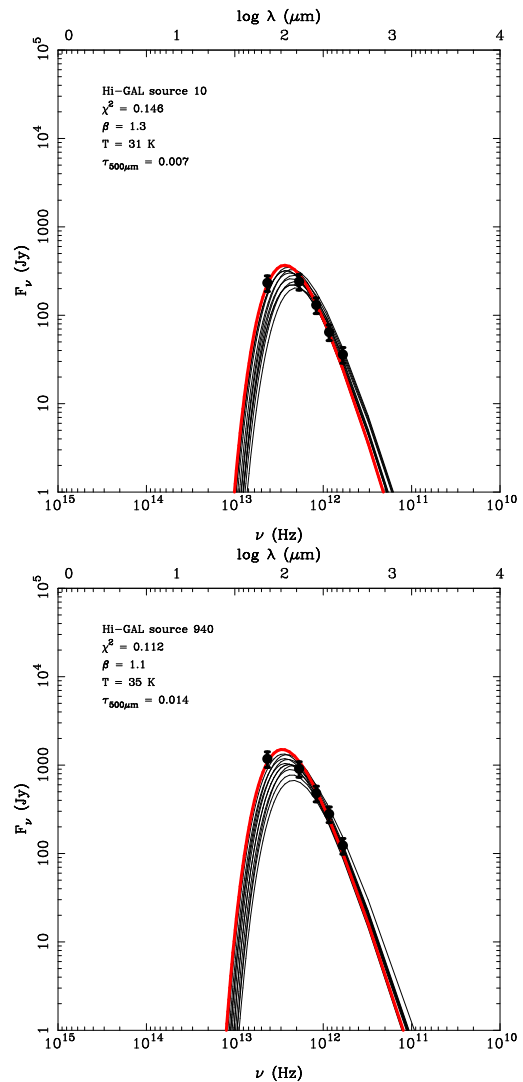 log λ (μm)
0 1 2 3 4
10⁵
10⁴
1000
100
10
1
F_ν (Jy)
Hi−GAL source 10
χ² = 0.146
β = 1.3
T = 31 K
τ₅₀₀μm = 0.007
10¹⁵ 10¹⁴ 10¹³ 10¹² 10¹¹ 10¹⁰
ν (Hz)
log λ (μm)
0 1 2 3 4
10⁵
10⁴
1000
100
10
1
F_ν (Jy)
Hi−GAL source 940
χ² = 0.112
β = 1.1
T = 35 K
τ₅₀₀μm = 0.014
10¹⁵ 10¹⁴ 10¹³ 10¹² 10¹¹ 10¹⁰
ν (Hz)